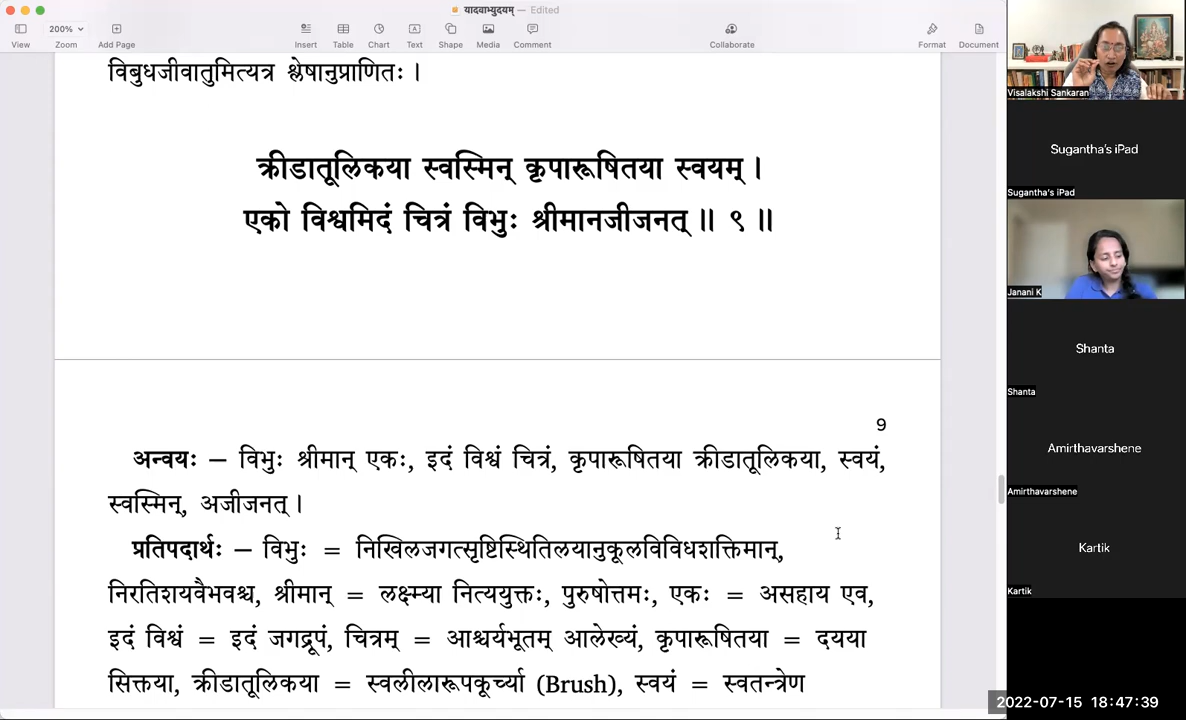 यादवाभ्युदयम् — Edited
200%
View
Zoom
Add Page
Insert
Table
Chart
Text
Shape
Media
Comment
Collaborate
Format
Document
विबुधजीवातुमित्यत्र श्लेषानुप्राणितः ।
क्रीडातूलिकया स्वस्मिन् कृपारूषितया स्वयम् ।
एको विश्वमिदं चित्रं विभुः श्रीमानजीजनत् ॥ ९ ॥
9
अन्वयः – विभुः श्रीमान् एकः, इदं विश्वं चित्रं, कृपारूषितया क्रीडातूलिकया, स्वयं,
स्वस्मिन्, अजीजनत् ।
प्रतिपदार्थः – विभुः = निखिलजगत्सृष्टिस्थितिलयानुकूलविविधशक्तिमान्,
निरतिशयवैभवश्च, श्रीमान् = लक्ष्म्या नित्ययुक्तः, पुरुषोत्तमः, एकः = असहाय एव,
इदं विश्वं = इदं जगद्रूपं, चित्रम् = आश्चर्यभूतम् आलेख्यं, कृपारूषितया = दयया
सिक्तया, क्रीडातूलिकया = स्वलीलारूपकूर्च्या (Brush), स्वयं = स्वतन्त्रेण
Visalakshi Sankaran
Sugantha's iPad
Sugantha's iPad
Janani K
Shanta
Shanta
Amirthavarshene
Amirthavarshene
Kartik
Kartik
2022-07-15 18:47:39